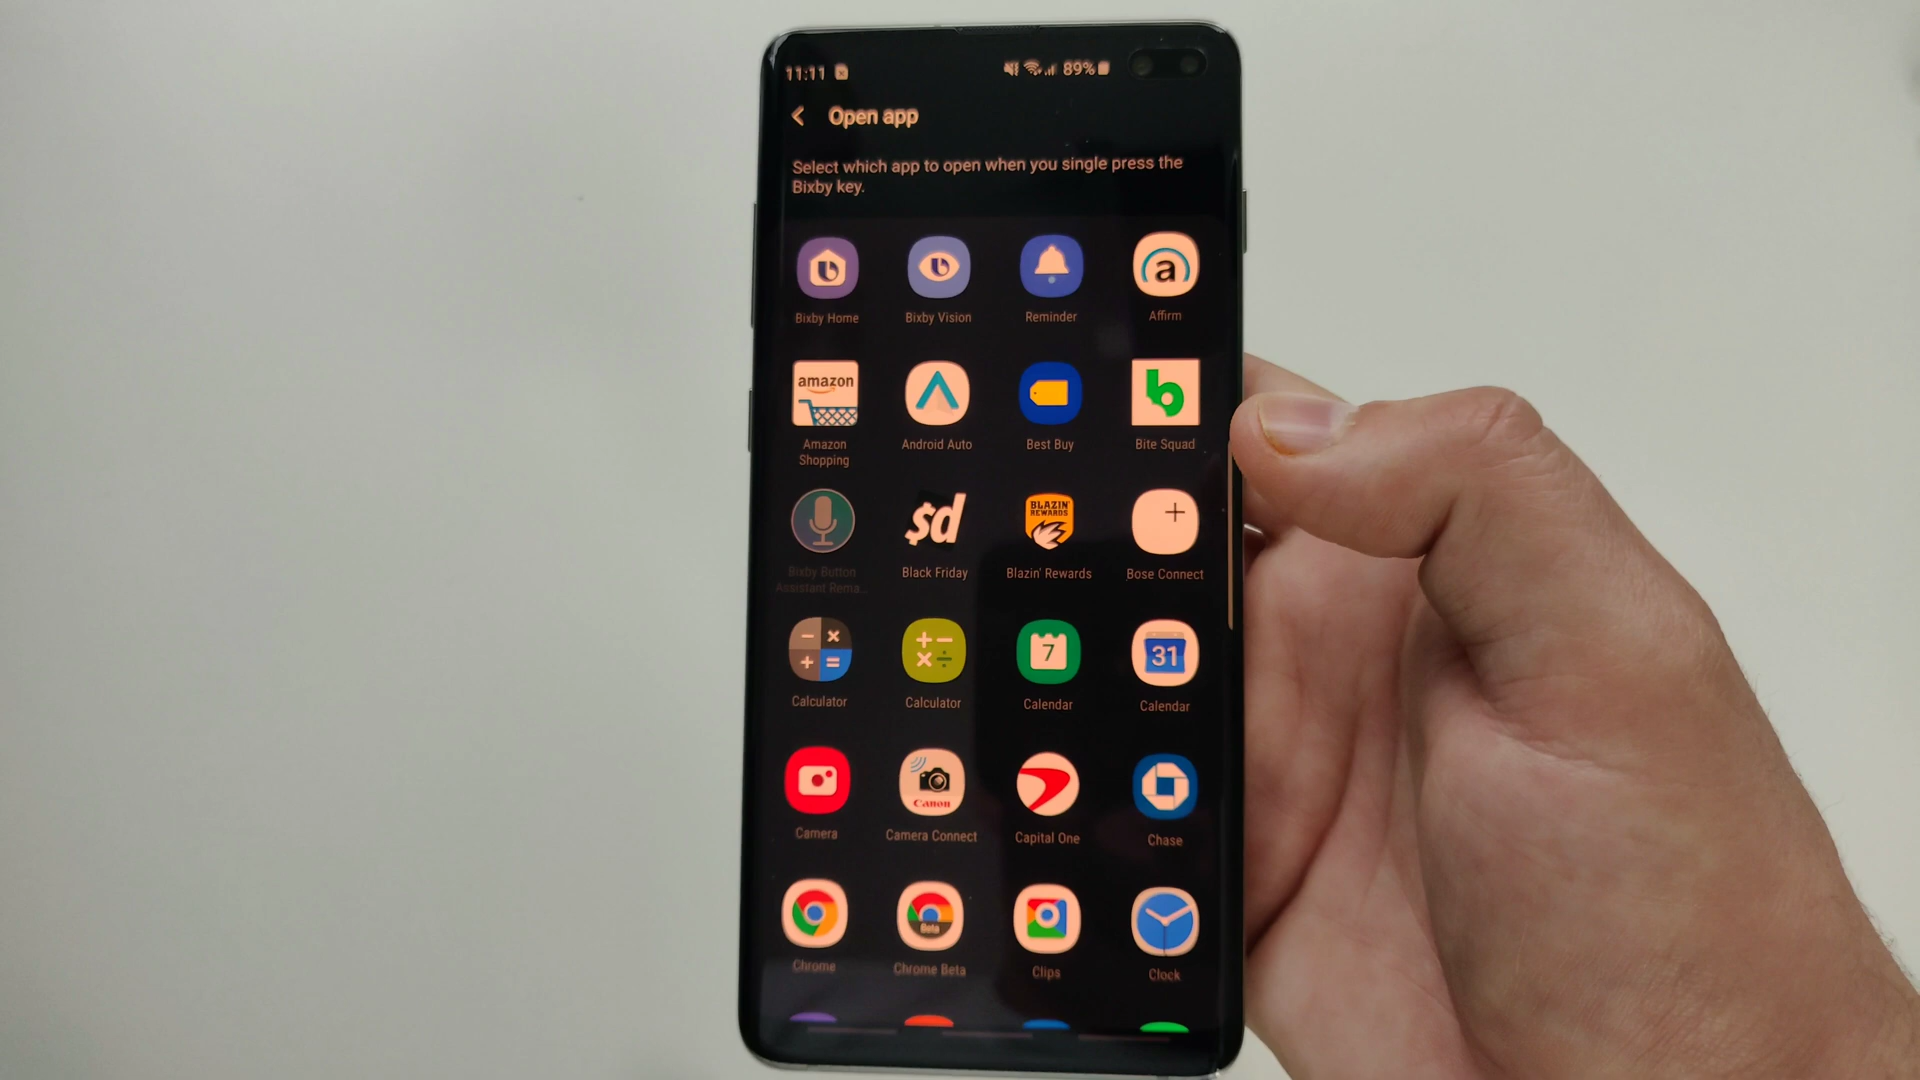 11:11
89%
Open app
Select which app to open when you single press the
Bixby key.
a
Bixby Home
Bixby Vision
Reminder
Affirm
amazon
b
Amazon
Shopping
Android Auto
Best Buy
Bite Squad
$d
BLAZIN'
REWARDS
+
Bixby Button
Assistant Rema...
Black Friday
Blazin' Rewards
Bose Connect
− ×
+ =
+ −
× ÷
7
31
Calculator
Calculator
Calendar
Calendar
Canon
Camera
Camera Connect
Capital One
Chase
Beta
Chrome
Chrome Beta
Clips
Clock